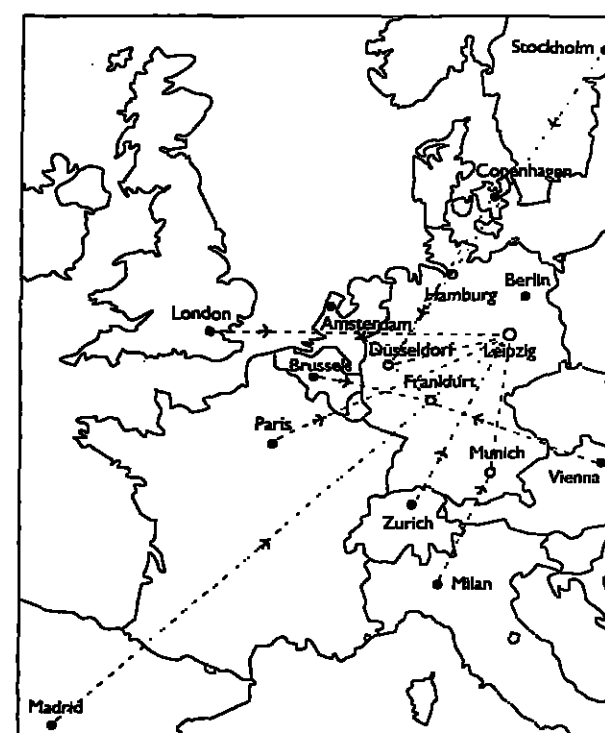 Stockholm
Copenhagen
Hamburg
Berlin
London
Amsterdam
Düsseldorf
Leipzig
Brussels
Frankfurt
Paris
Munich
Vienna
Zurich
Milan
Madrid